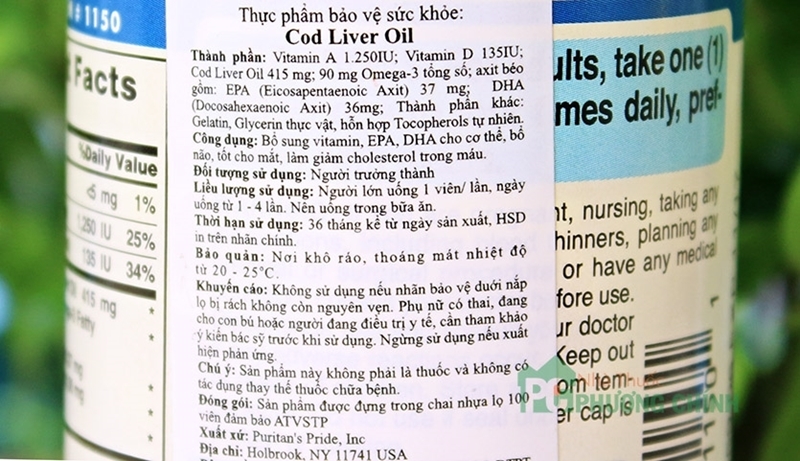 # 1150
Facts
%Daily Value
<5 mg 1%
1,250 IU 25%
135 IU 34%
415 mg *
Fatty
*
*
*
Thực phẩm bảo vệ sức khỏe:
Cod Liver Oil
Thành phần: Vitamin A 1.250IU; Vitamin D 135IU;
Cod Liver Oil 415 mg; 90 mg Omega-3 tổng số; axit béo
gồm: EPA (Eicosapentaenoic Axit) 37 mg; DHA
(Docosahexaenoic Axit) 36mg; Thành phần khác:
Gelatin, Glycerin thực vật, hỗn hợp Tocopherols tự nhiên.
Công dụng: Bổ sung vitamin, EPA, DHA cho cơ thể, bổ
não, tốt cho mắt, làm giảm cholesterol trong máu.
Đối tượng sử dụng: Người trưởng thành
Liều lượng sử dụng: Người lớn uống 1 viên/ lần, ngày
uống từ 1 - 4 lần. Nên uống trong bữa ăn.
Thời hạn sử dụng: 36 tháng kể từ ngày sản xuất, HSD
in trên nhãn chính.
Bảo quản: Nơi khô ráo, thoáng mát nhiệt độ
từ 20 - 25°C.
Khuyến cáo: Không sử dụng nếu nhãn bảo vệ dưới nắp
lọ bị rách không còn nguyên vẹn. Phụ nữ có thai, đang
cho con bú hoặc người đang điều trị y tế, cần tham khảo
ý kiến bác sỹ trước khi sử dụng. Ngừng sử dụng nếu xuất
hiện phản ứng.
Chú ý: Sản phẩm này không phải là thuốc và không có
tác dụng thay thế thuốc chữa bệnh.
Đóng gói: Sản phẩm được đựng trong chai nhựa lọ 100
viên đảm bảo ATVSTP
Xuất xứ: Puritan's Pride, Inc
Địa chỉ: Holbrook, NY 11741 USA
ults, take one (1)
mes daily, pref-
nt, nursing, taking any
hinners, planning any
or have any medical
fore use.
ur doctor
Keep out
om tem-
er cap is
PHƯƠNG CHINH